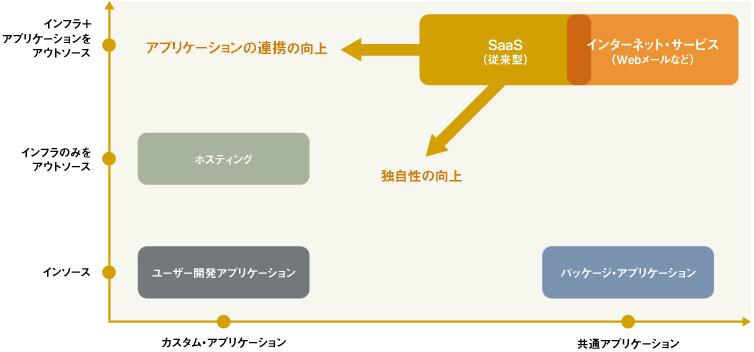 インフラ＋
アプリケーションを
アウトソース
アプリケーションの連携の向上
SaaS
（従来型）
インターネット・サービス
（Webメールなど）
インフラのみを
アウトソース
ホスティング
独自性の向上
インソース
ユーザー開発アプリケーション
パッケージ・アプリケーション
カスタム・アプリケーション
共通アプリケーション